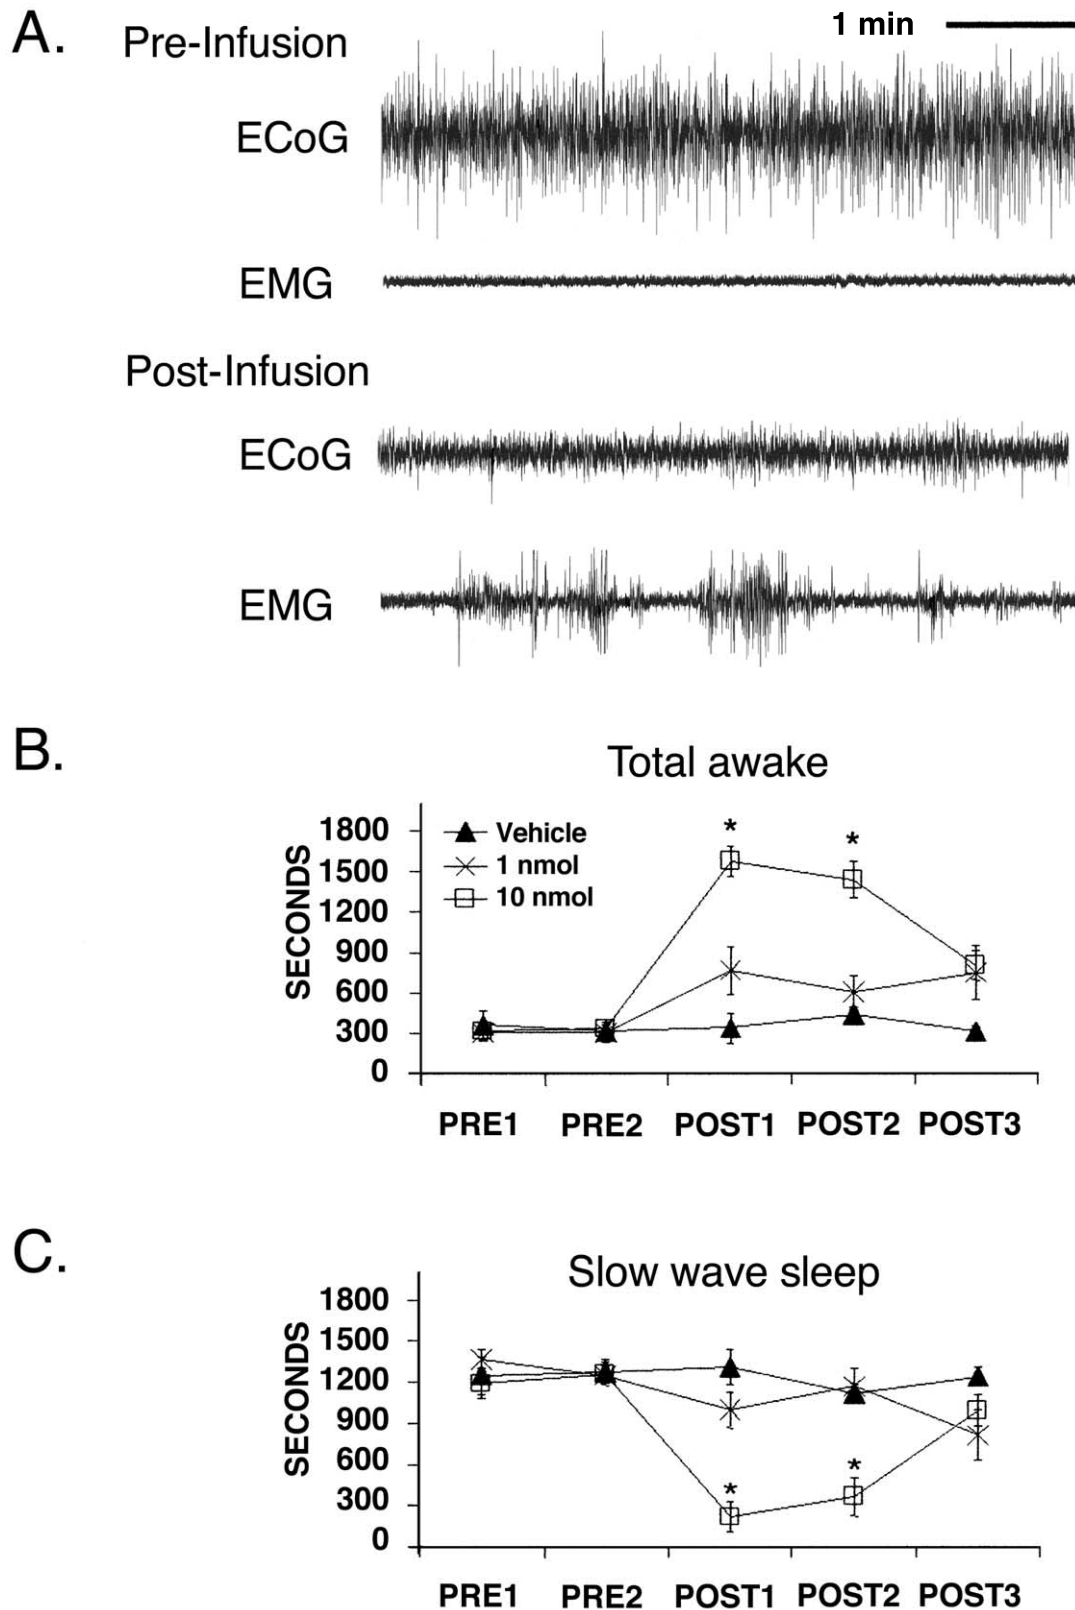 A.
Pre-Infusion
1 min
ECoG
EMG
Post-Infusion
ECoG
EMG
B.
Total awake
SECONDS
1800
1500
1200
900
600
300
0
Vehicle
1 nmol
10 nmol
*
*
PRE1 PRE2 POST1 POST2 POST3
C.
Slow wave sleep
SECONDS
1800
1500
1200
900
600
300
0
*
*
PRE1 PRE2 POST1 POST2 POST3